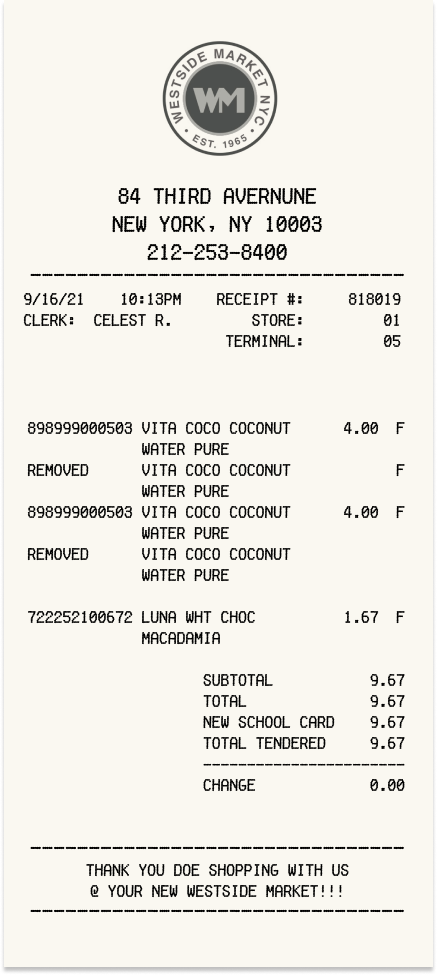 WESTSIDE MARKET NYC
WM
• EST. 1965 •
84 THIRD AVERNUNE
NEW YORK, NY 10003
212-253-8400
9/16/21 10:13PM RECEIPT #: 818019
CLERK: CELEST R. STORE: 01
TERMINAL: 05
898999000503 VITA COCO COCONUT 4.00 F
WATER PURE
REMOVED VITA COCO COCONUT F
WATER PURE
898999000503 VITA COCO COCONUT 4.00 F
WATER PURE
REMOVED VITA COCO COCONUT
WATER PURE
722252100672 LUNA WHT CHOC 1.67 F
MACADAMIA
SUBTOTAL 9.67
TOTAL 9.67
NEW SCHOOL CARD 9.67
TOTAL TENDERED 9.67
CHANGE 0.00
THANK YOU DOE SHOPPING WITH US
@ YOUR NEW WESTSIDE MARKET!!!